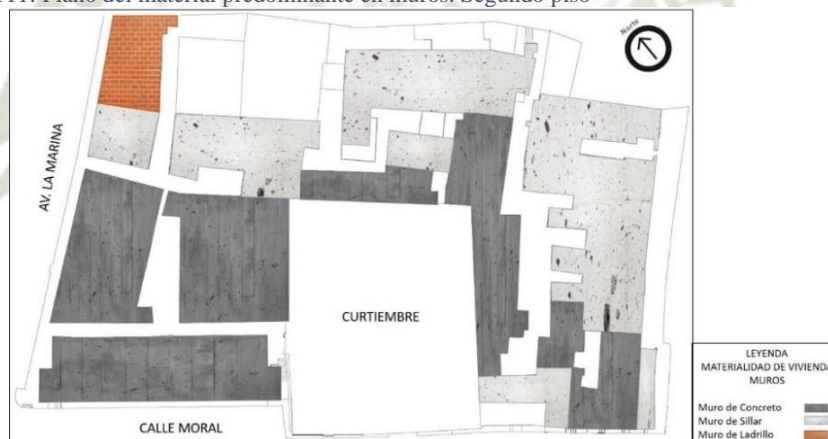 Plano del material predominante en muros. Segundo piso
Norte
AV. LA MARINA
CURTIEMBRE
CALLE MORAL
LEYENDA
MATERIALIDAD DE VIVIENDA
MUROS
Muro de Concreto
Muro de Sillar
Muro de Ladrillo